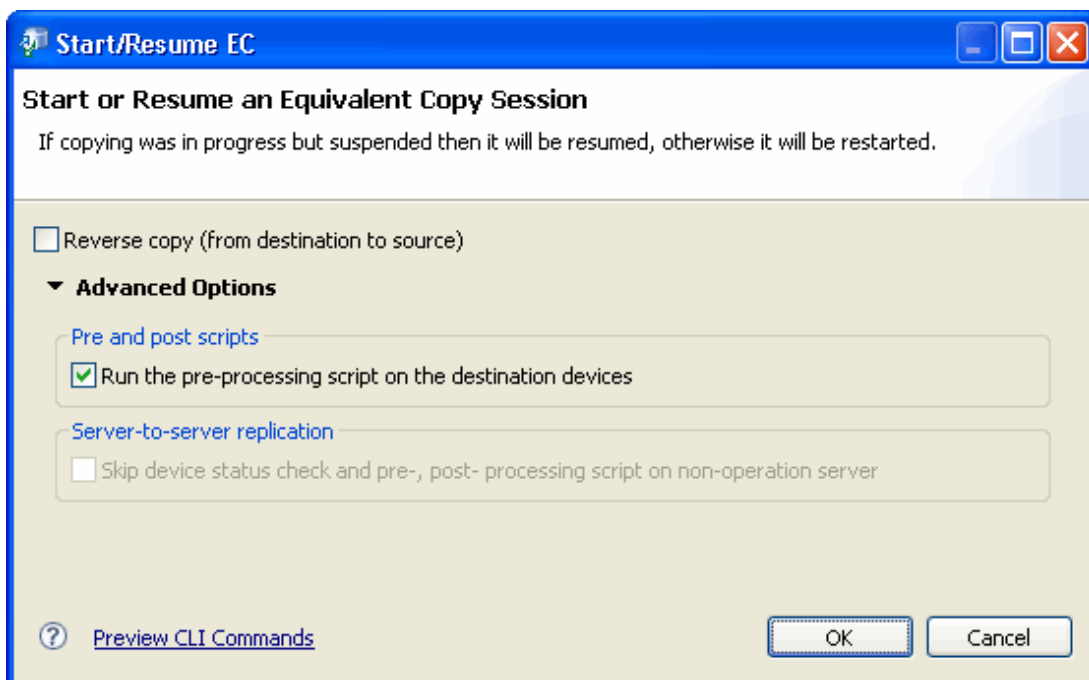 Start/Resume EC
Start or Resume an Equivalent Copy Session
If copying was in progress but suspended then it will be resumed, otherwise it will be restarted.
Reverse copy (from destination to source)
Advanced Options
Pre and post scripts
Run the pre-processing script on the destination devices
Server-to-server replication
Skip device status check and pre-, post- processing script on non-operation server
Preview CLI Commands
OK
Cancel